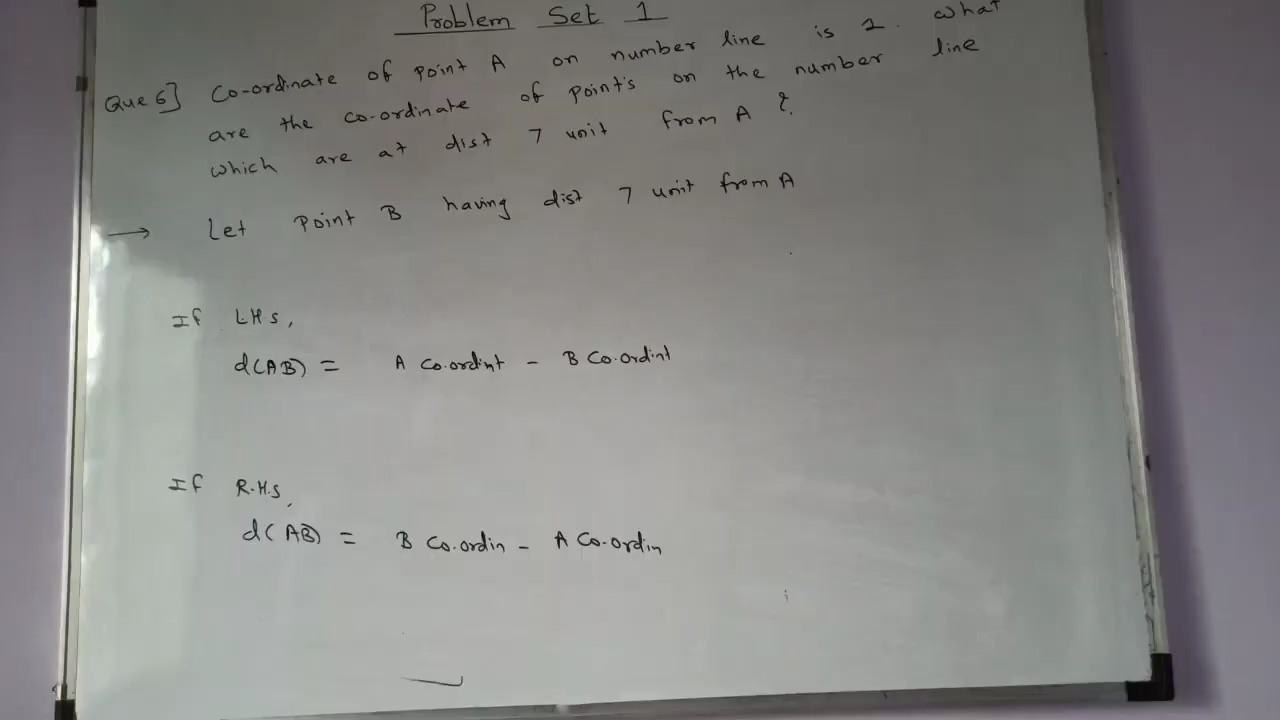 Problem Set 1
Que 6] Co-ordinate of point A on number line is 1. what
are the co-ordinate of point's on the number line
which are at dist 7 unit from A ?
→ Let point B having dist 7 unit from A
If L.H.S,
d(AB) = A Co.ordint - B Co.ordint
If R.H.S,
d(AB) = B Co.ordin - A Co.ordin